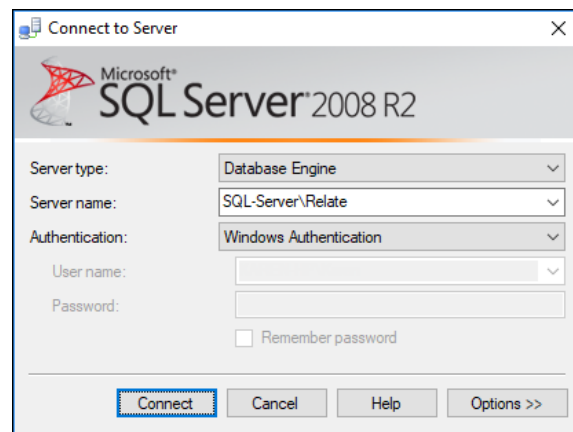 Connect to Server
Microsoft®
SQL Server® 2008 R2
Server type: Database Engine
Server name: SQL-Server\Relate
Authentication: Windows Authentication
User name:
Password:
Remember password
Connect Cancel Help Options >>